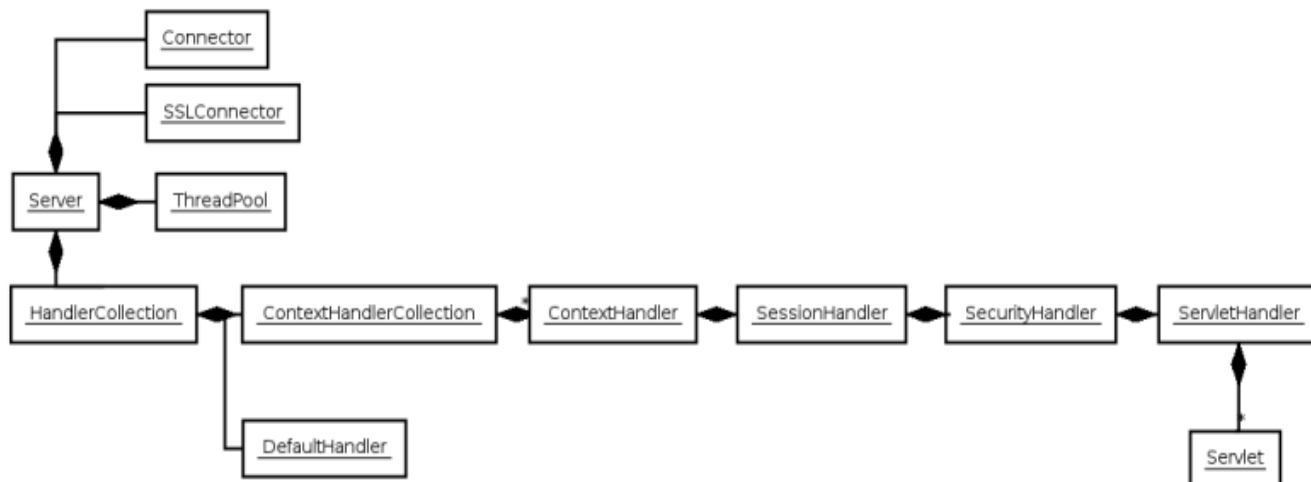 Connector
SSLConnector
Server
ThreadPool
HandlerCollection
ContextHandlerCollection
*
ContextHandler
SessionHandler
SecurityHandler
ServletHandler
DefaultHandler
*
Servlet